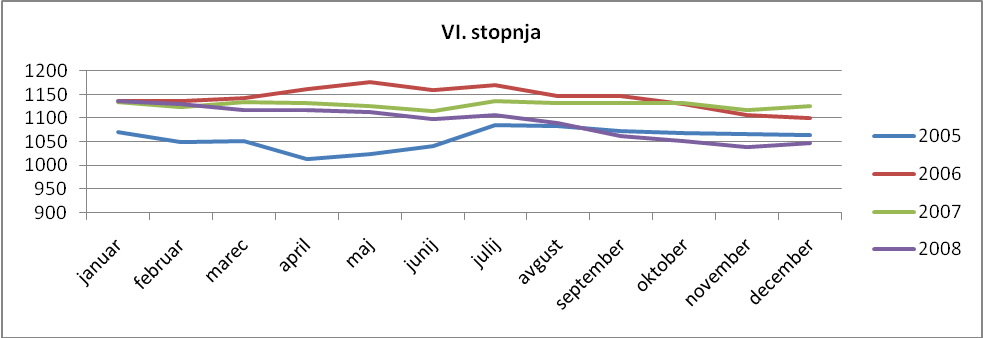 VI. stopnja
1200
1150
1100
1050
1000
950
900
januar
februar
marec
april
maj
junij
julij
avgust
september
oktober
november
december
2005
2006
2007
2008